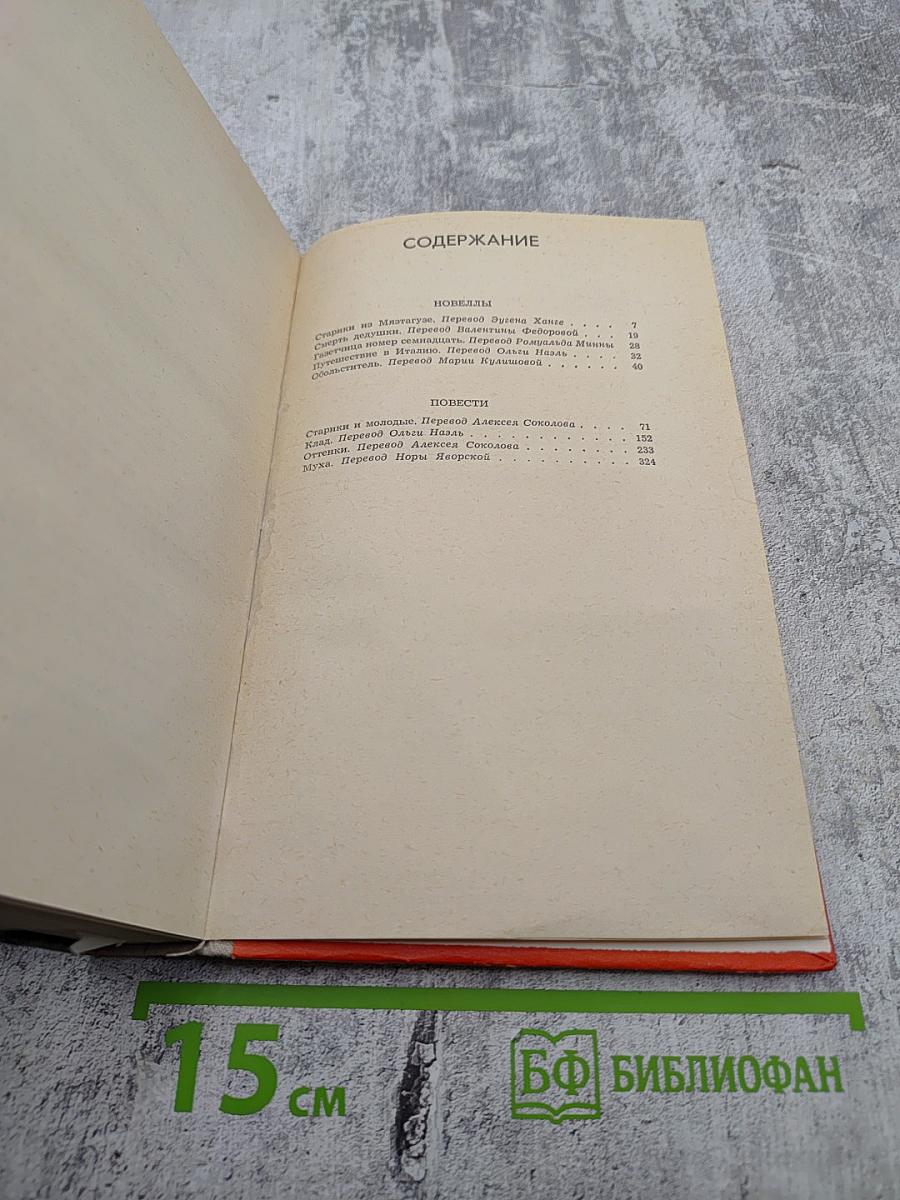 СОДЕРЖАНИЕ
НОВЕЛЛЫ
Старики из Мяэтагузе. Перевод Эугена Ханге . . . . 7
Смерть дедушки. Перевод Валентины Федоровой . . . 19
Газетчица номер семнадцать. Перевод Ромуальда Минны 28
Путешествие в Италию. Перевод Ольги Наэль . . . . 32
Обольститель. Перевод Марии Кулишовой . . . . . . 40
ПОВЕСТИ
Старики и молодые. Перевод Алексея Соколова . . . . 71
Клад. Перевод Ольги Наэль . . . . . . . . . . . . 152
Оттенки. Перевод Алексея Соколова . . . . . . . . 233
Муха. Перевод Норы Яворской . . . . . . . . . . 324
15 см
БФ БИБЛИОФАН